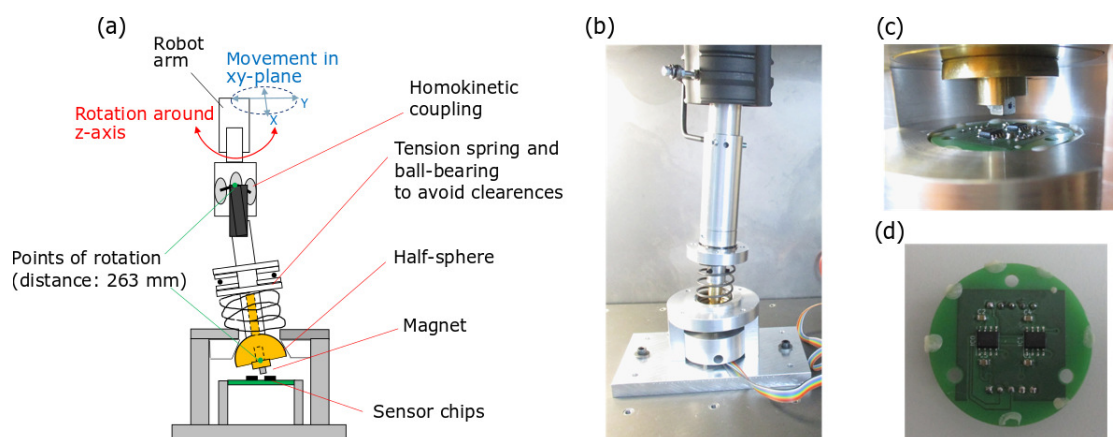 (a)
Robot
arm
Movement in
xy-plane
Y
X
Rotation around
z-axis
Homokinetic
coupling
Tension spring and
ball-bearing
to avoid clearences
Points of rotation
(distance: 263 mm)
Half-sphere
Magnet
Sensor chips
(b)
(c)
(d)